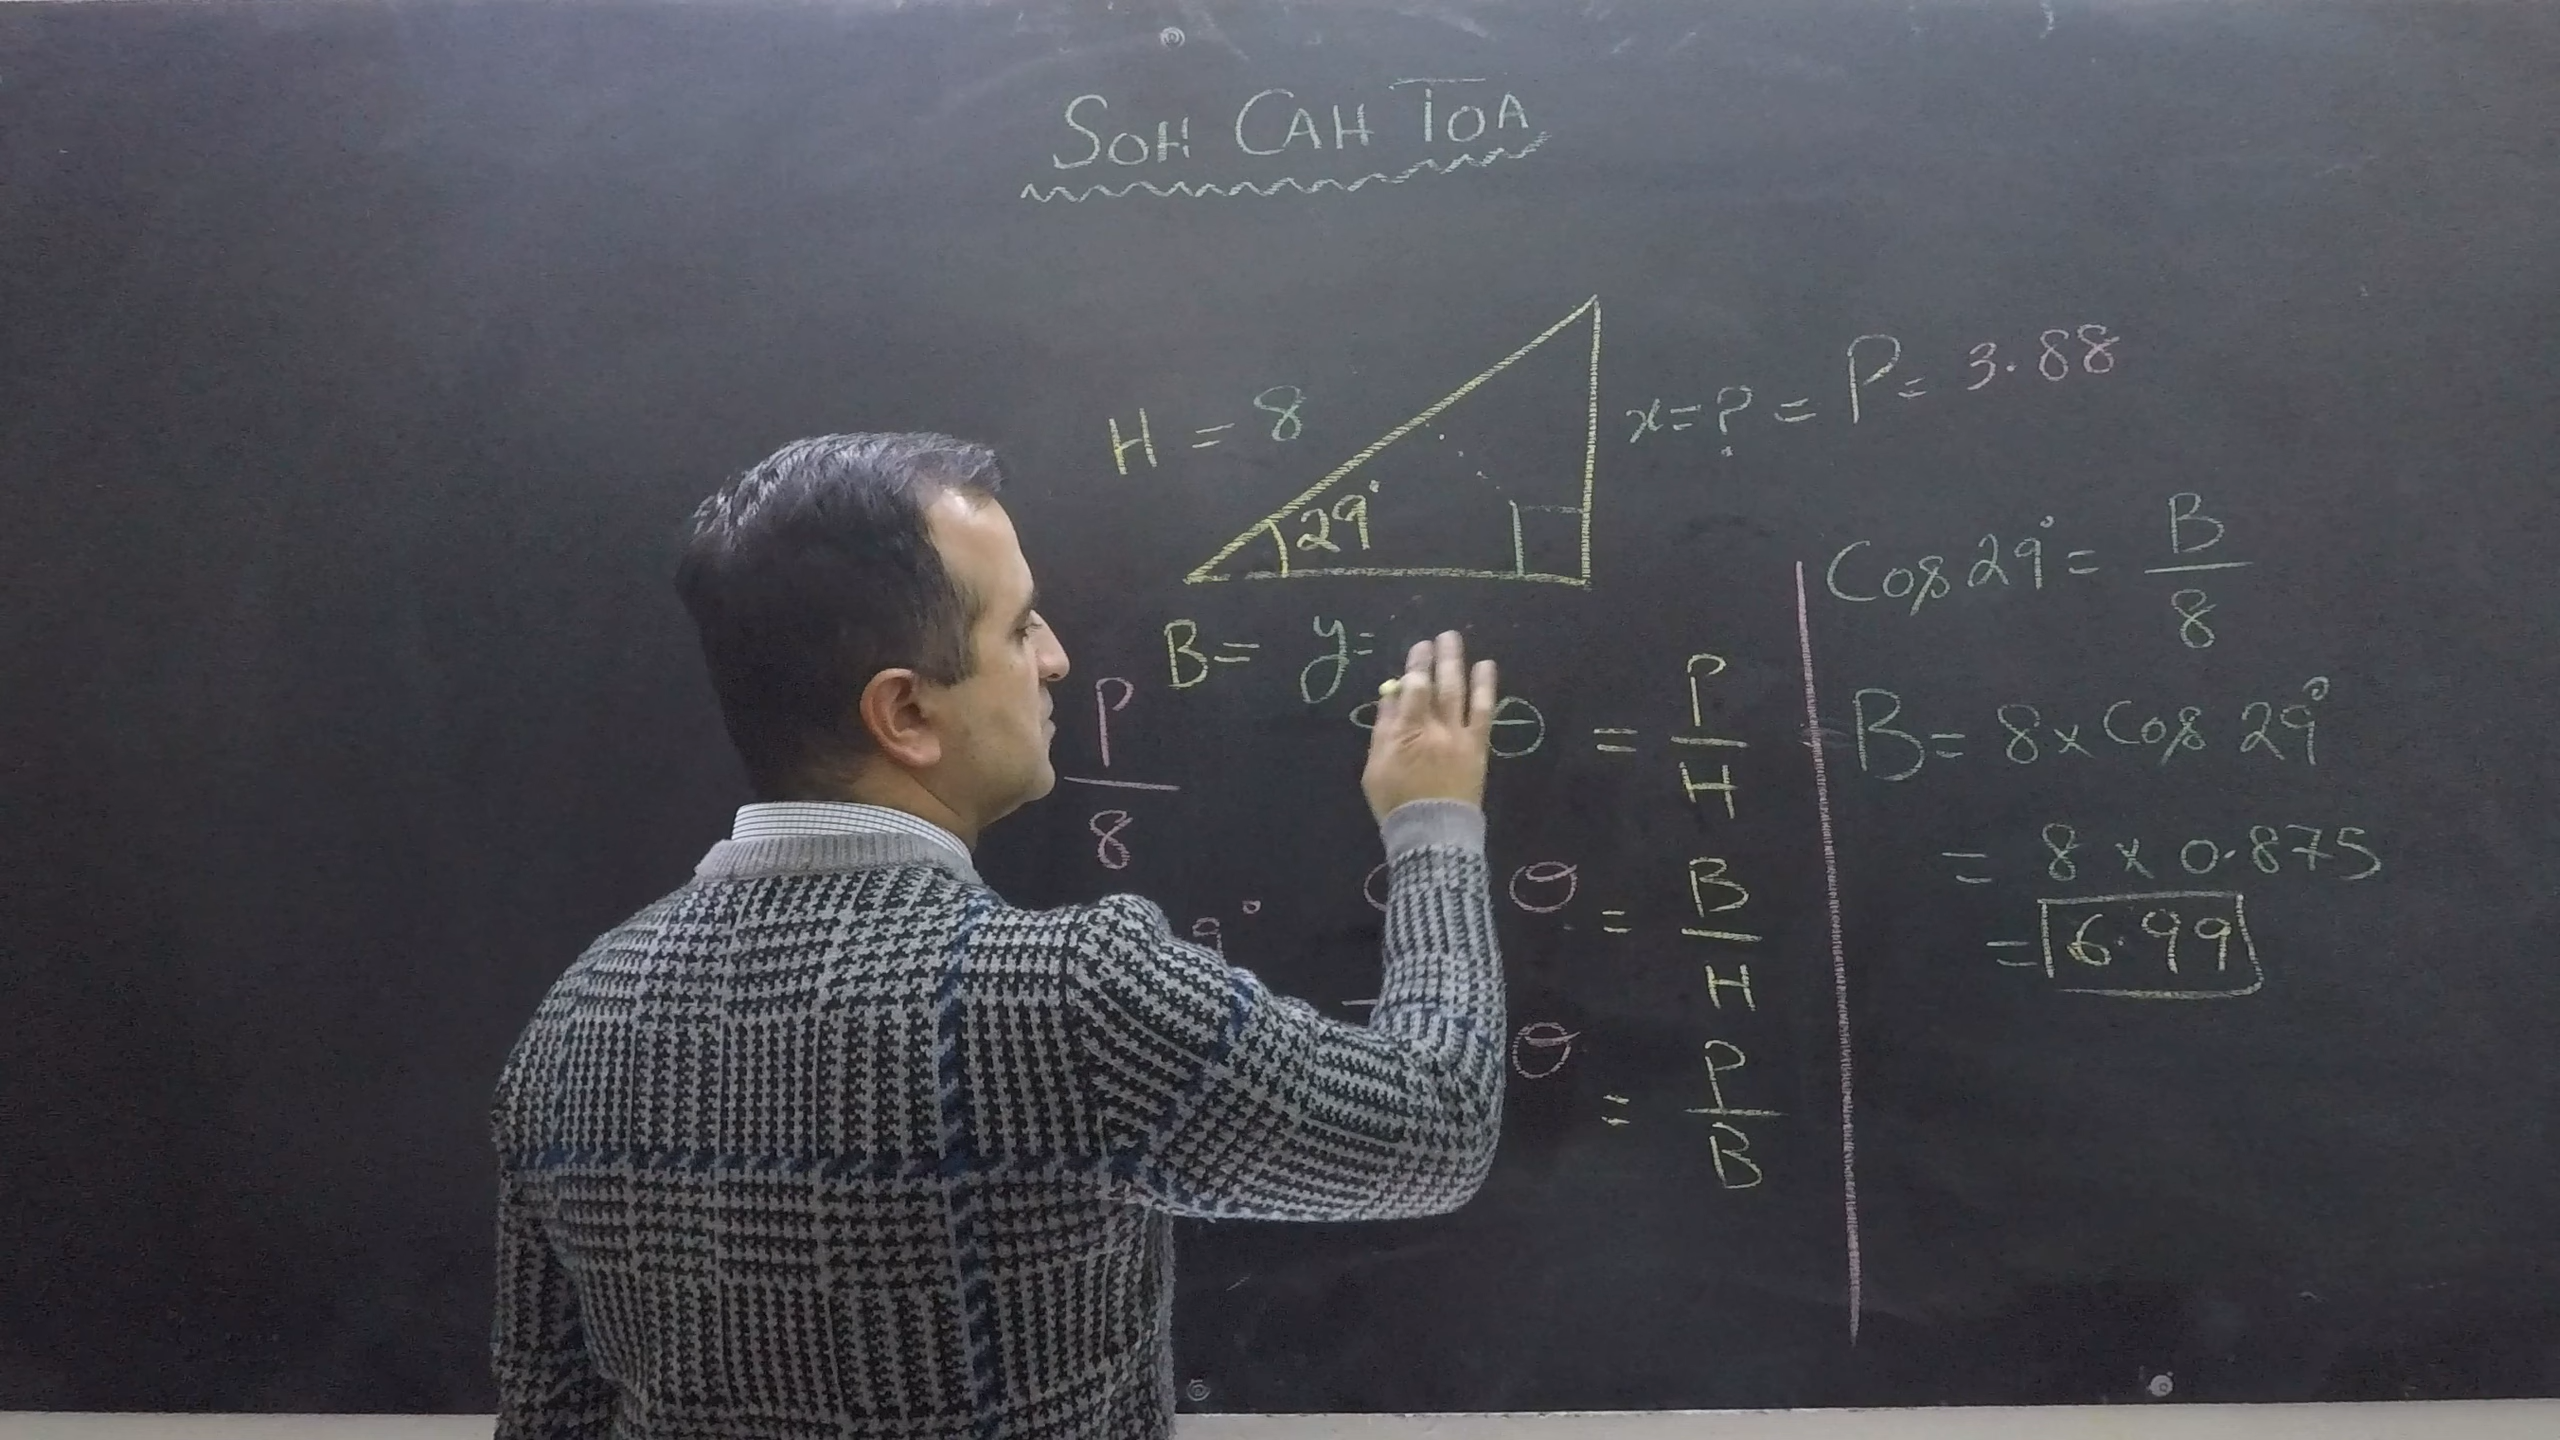 SOH CAH TOA
H = 8
x = ? = P = 3.88
29°
B = y =
P
8
9°
θ = P
H
θ = B
H
θ = P
B
Cos 29° = B
8
B = 8 x Cos 29°
= 8 x 0.875
= 6.99